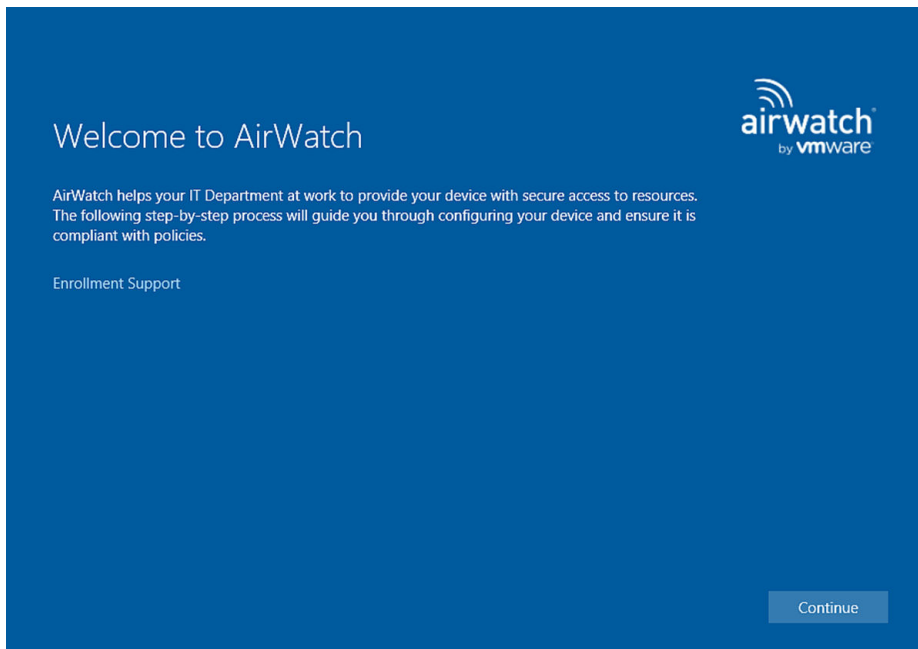 Welcome to AirWatch
airwatch®
by vmware®
AirWatch helps your IT Department at work to provide your device with secure access to resources.
The following step-by-step process will guide you through configuring your device and ensure it is
compliant with policies.
Enrollment Support
Continue